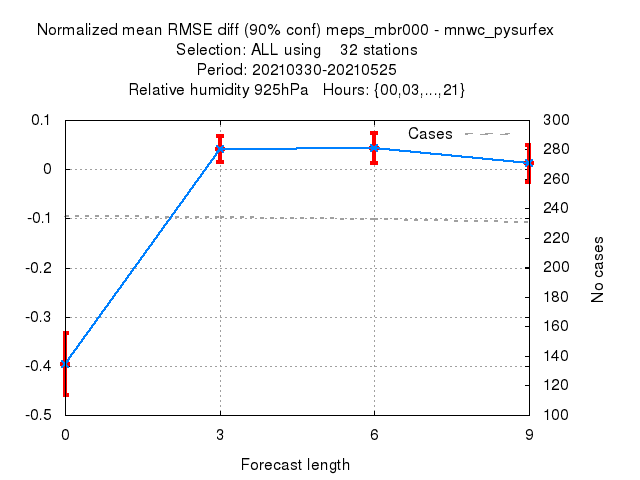 Normalized mean RMSE diff (90% conf) meps_mbr000 - mnwc_pysurfex
Selection: ALL using    32 stations
Period: 20210330-20210525
Relative humidity 925hPa   Hours: {00,03,...,21}
0.1
0
-0.1
-0.2
-0.3
-0.4
-0.5
Cases
300
280
260
240
220
200
180
160
140
120
100
No cases
0 3 6 9
Forecast length